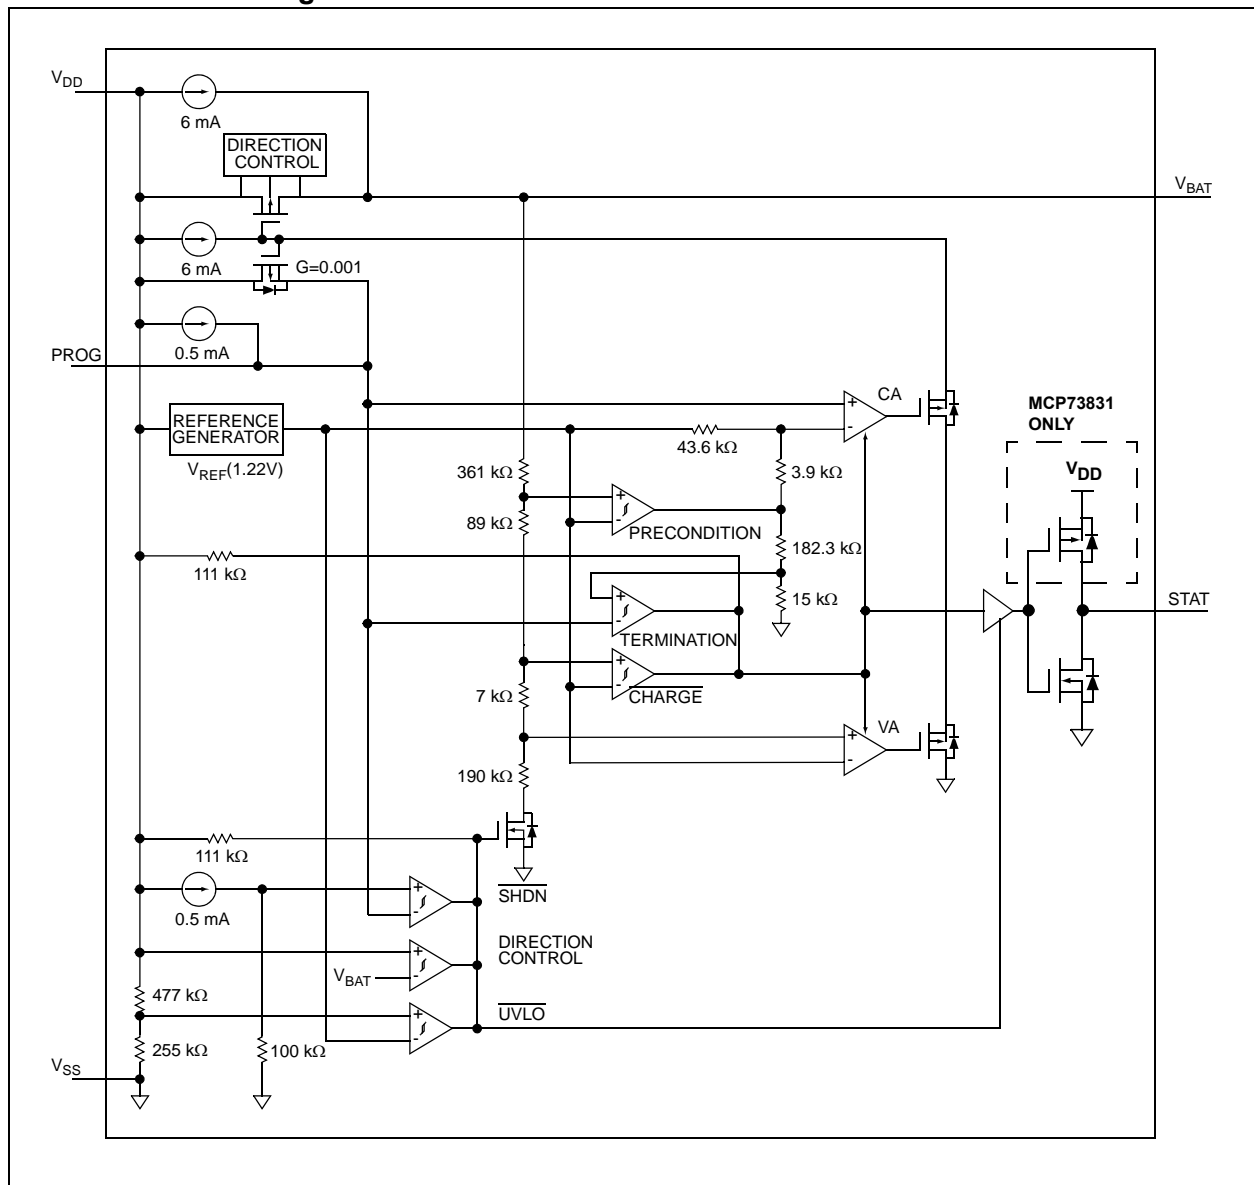 V_DD
6 mA
DIRECTION
CONTROL
V_BAT
6 mA
G=0.001
0.5 mA
PROG
REFERENCE
GENERATOR
V_REF(1.22V)
CA
+
-
MCP73831
ONLY
V_DD
43.6 kΩ
361 kΩ
3.9 kΩ
+
-
PRECONDITION
89 kΩ
182.3 kΩ
111 kΩ
+
-
TERMINATION
15 kΩ
STAT
+
-
CHARGE
7 kΩ
VA
+
-
190 kΩ
111 kΩ
0.5 mA
+
-
SHDN
+
-
V_BAT
DIRECTION
CONTROL
477 kΩ
+
-
UVLO
255 kΩ
100 kΩ
V_SS